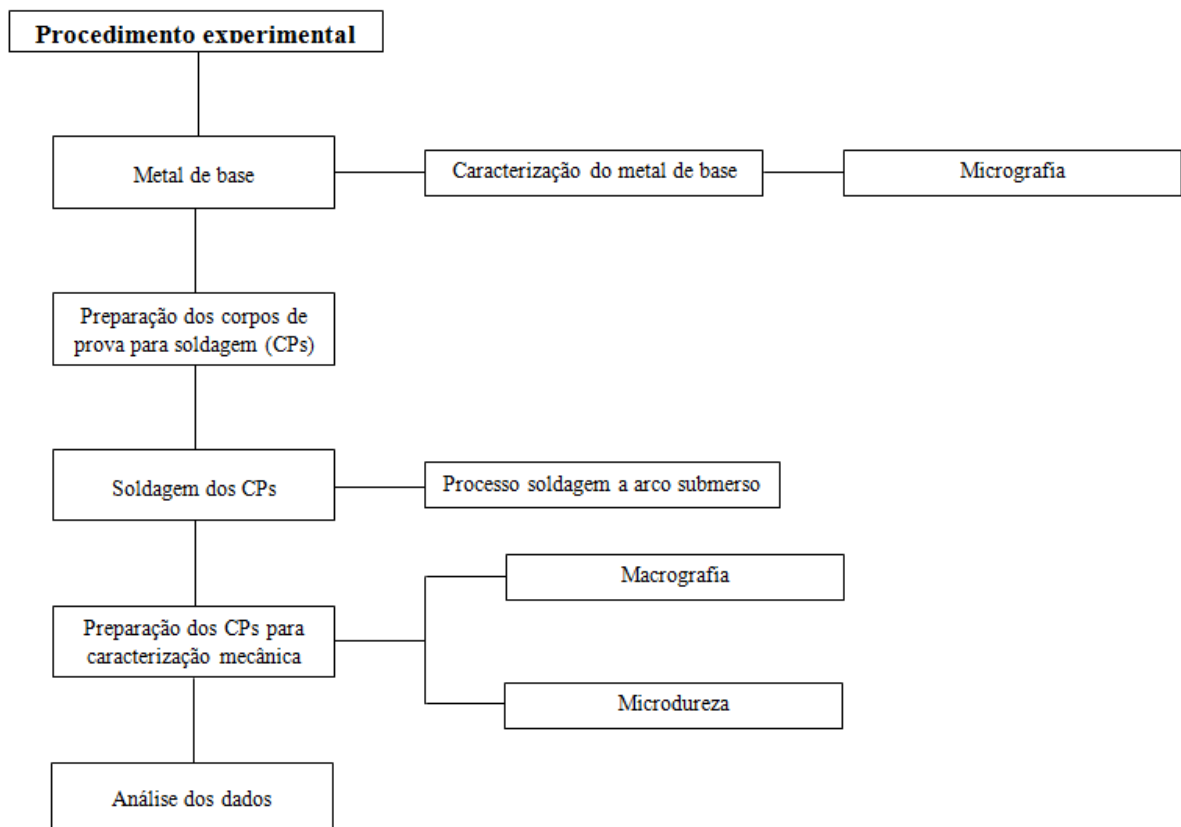 Procedimento experimental
Metal de base
Caracterização do metal de base
Micrografia
Preparação dos corpos de
prova para soldagem (CPs)
Soldagem dos CPs
Processo soldagem a arco submerso
Macrografia
Preparação dos CPs para
caracterização mecânica
Microdureza
Análise dos dados